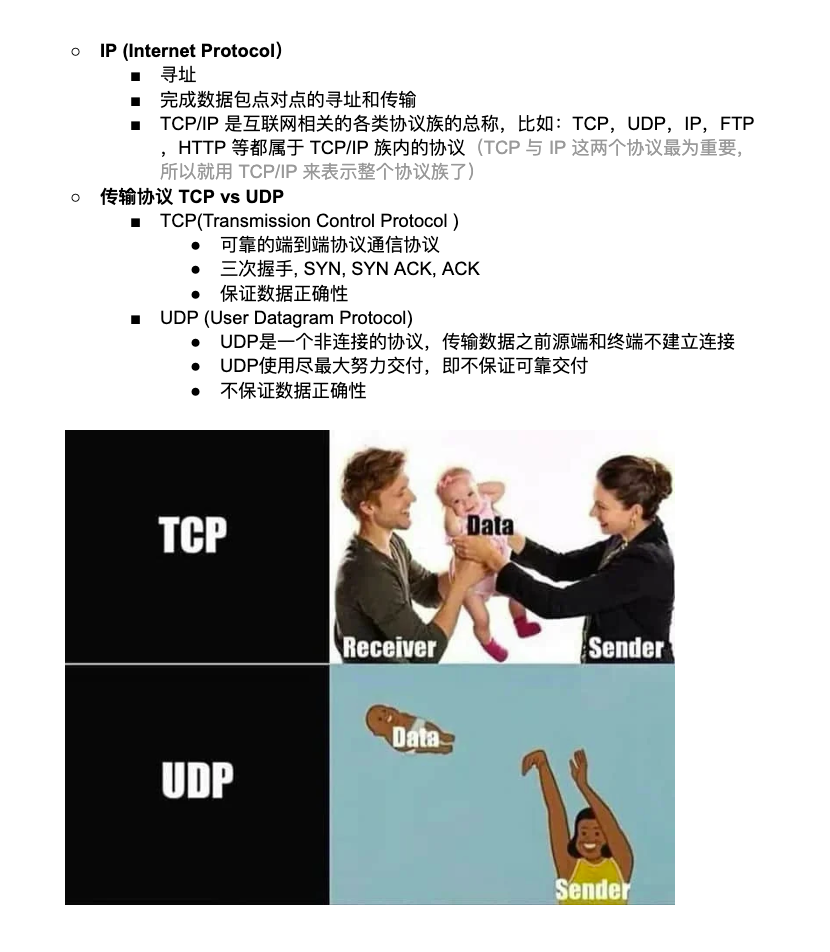 IP (Internet Protocol）
寻址
完成数据包点对点的寻址和传输
TCP/IP 是互联网相关的各类协议族的总称，比如：TCP，UDP，IP，FTP
，HTTP 等都属于 TCP/IP 族内的协议（TCP 与 IP 这两个协议最为重要，
所以就用 TCP/IP 来表示整个协议族了）
传输协议 TCP vs UDP
TCP(Transmission Control Protocol )
可靠的端到端协议通信协议
三次握手, SYN, SYN ACK, ACK
保证数据正确性
UDP (User Datagram Protocol)
UDP是一个非连接的协议，传输数据之前源端和终端不建立连接
UDP使用尽最大努力交付，即不保证可靠交付
不保证数据正确性
TCP
Data
Receiver
Sender
UDP
Data
Sender